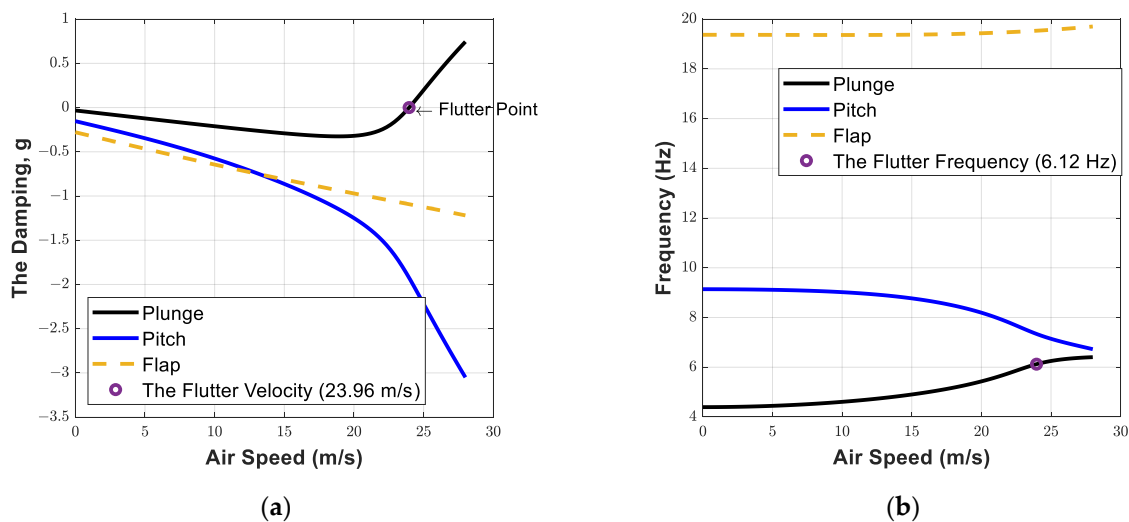 1
0.5
0
−0.5
−1
−1.5
−2
−2.5
−3
−3.5
The Damping, g
← Flutter Point
Plunge
Pitch
Flap
The Flutter Velocity (23.96 m/s)
0 5 10 15 20 25 30
Air Speed (m/s)
(a)
20
18
16
14
12
10
8
6
4
Frequency (Hz)
Plunge
Pitch
Flap
The Flutter Frequency (6.12 Hz)
0 5 10 15 20 25 30
Air Speed (m/s)
(b)